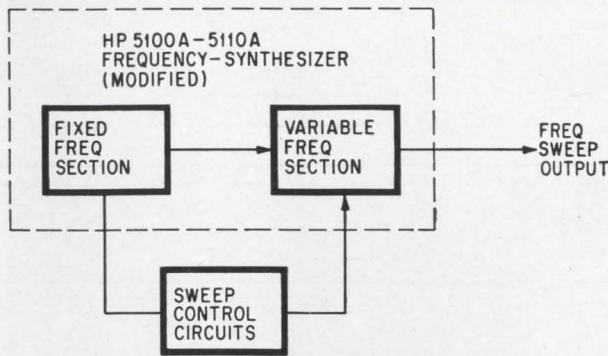 HP 5100A-5110A
FREQUENCY-SYNTHESIZER
(MODIFIED)
FIXED
FREQ
SECTION
VARIABLE
FREQ
SECTION
FREQ
SWEEP
OUTPUT
SWEEP
CONTROL
CIRCUITS